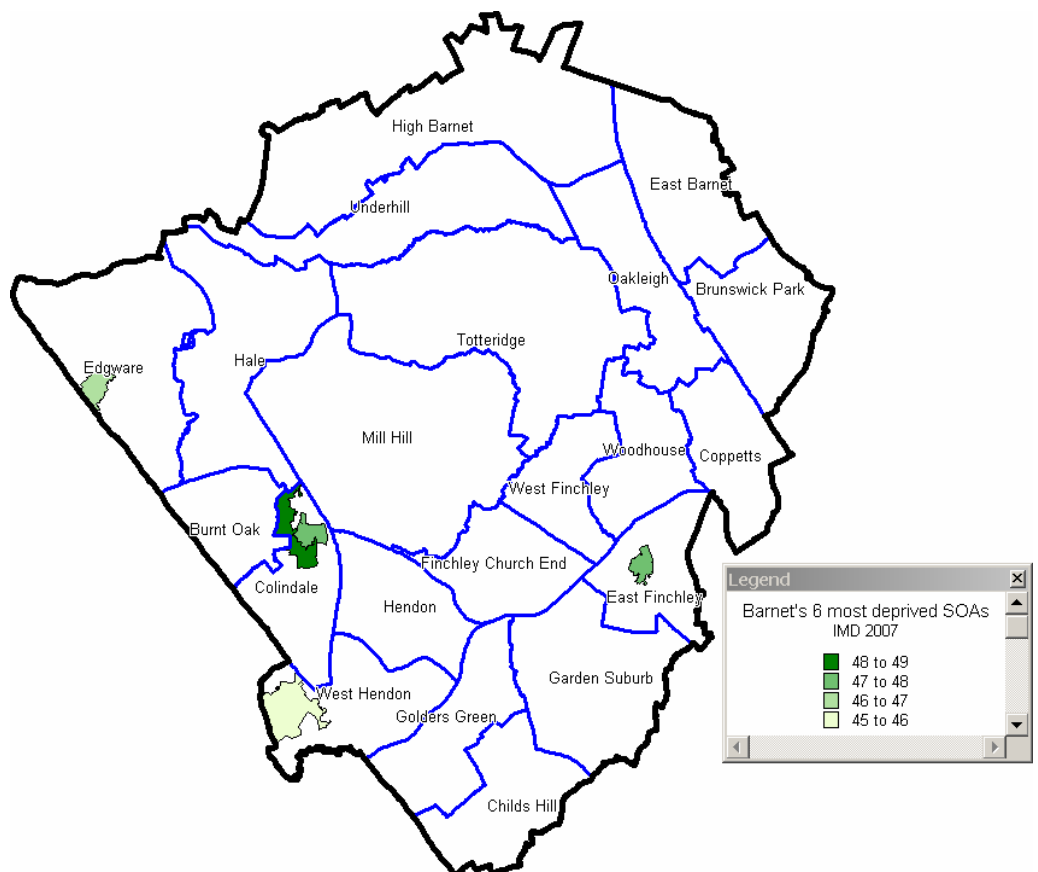 High Barnet
East Barnet
Underhill
Oakleigh
Brunswick Park
Totteridge
Hale
Edgware
Mill Hill
Woodhouse
Coppetts
West Finchley
Burnt Oak
Finchley Church End
Colindale
Hendon
East Finchley
Garden Suburb
West Hendon
Golders Green
Childs Hill
Legend
Barnet's 6 most deprived SOAs
IMD 2007
48 to 49
47 to 48
46 to 47
45 to 46